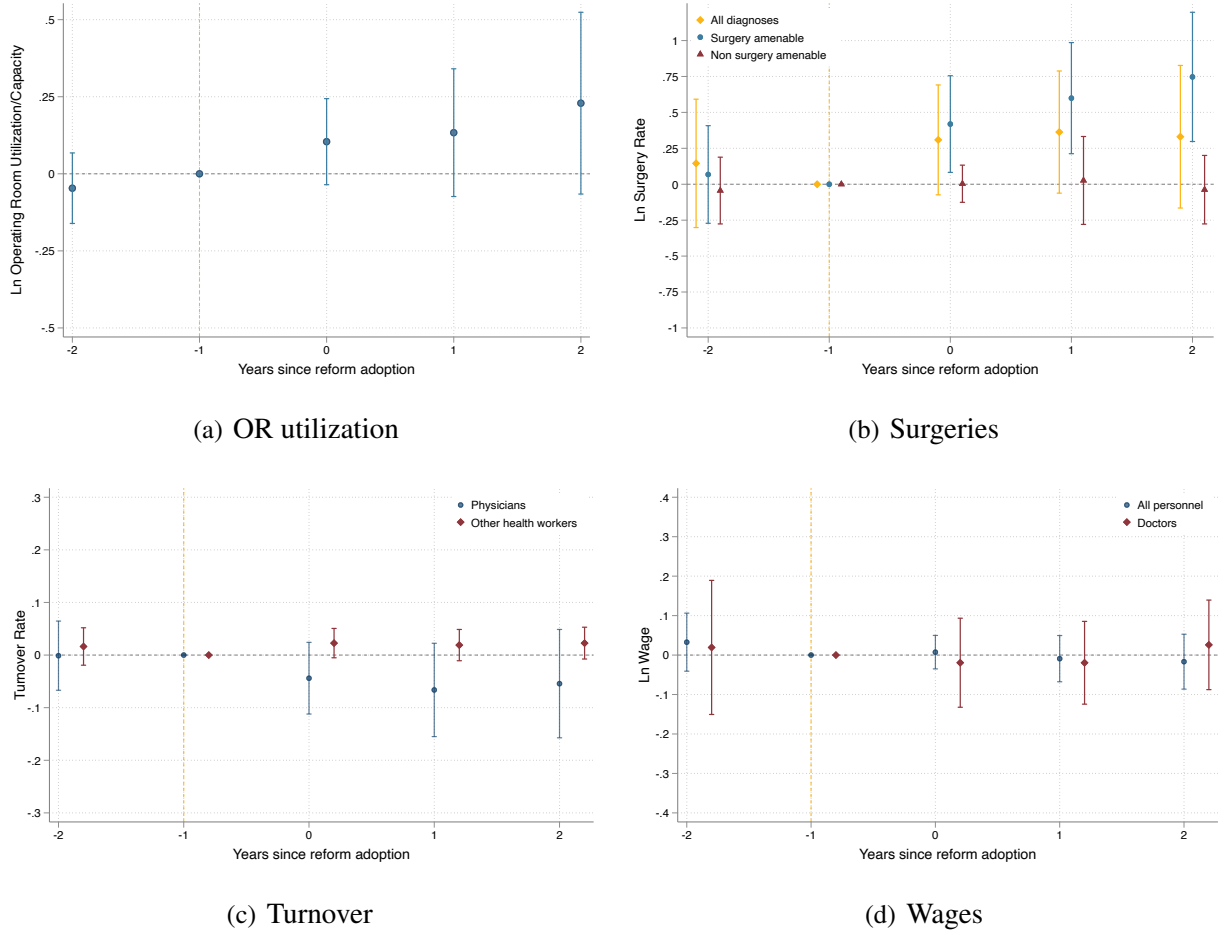 Ln Operating Room Utilization/Capacity
.5
.25
0
-.25
-.5
-2
-1
0
1
2
Years since reform adoption
(a) OR utilization
All diagnoses
Surgery amenable
Non surgery amenable
Ln Surgery Rate
1
.75
.5
.25
0
-.25
-.5
-.75
-1
-2
-1
0
1
2
Years since reform adoption
(b) Surgeries
Physicians
Other health workers
Turnover Rate
.3
.2
.1
0
-.1
-.2
-.3
-2
-1
0
1
2
Years since reform adoption
(c) Turnover
All personnel
Doctors
Ln Wage
.4
.3
.2
.1
0
-.1
-.2
-.3
-.4
-2
-1
0
1
2
Years since reform adoption
(d) Wages